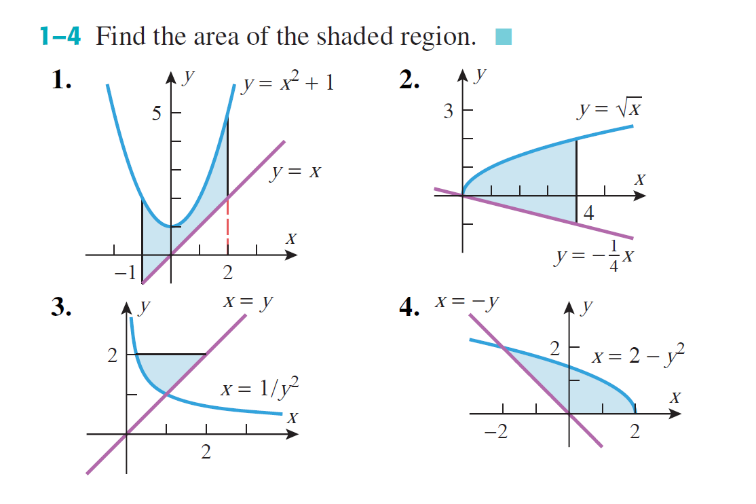 1–4 Find the area of the shaded region.
1.
y
y = x² + 1
5
y = x
x
−1
2
2.
y
3
y = √x
x
4
y = −1/4 x
3.
y
x = y
2
x = 1/y²
x
2
4.
x = −y
y
2
x = 2 − y²
x
−2
2